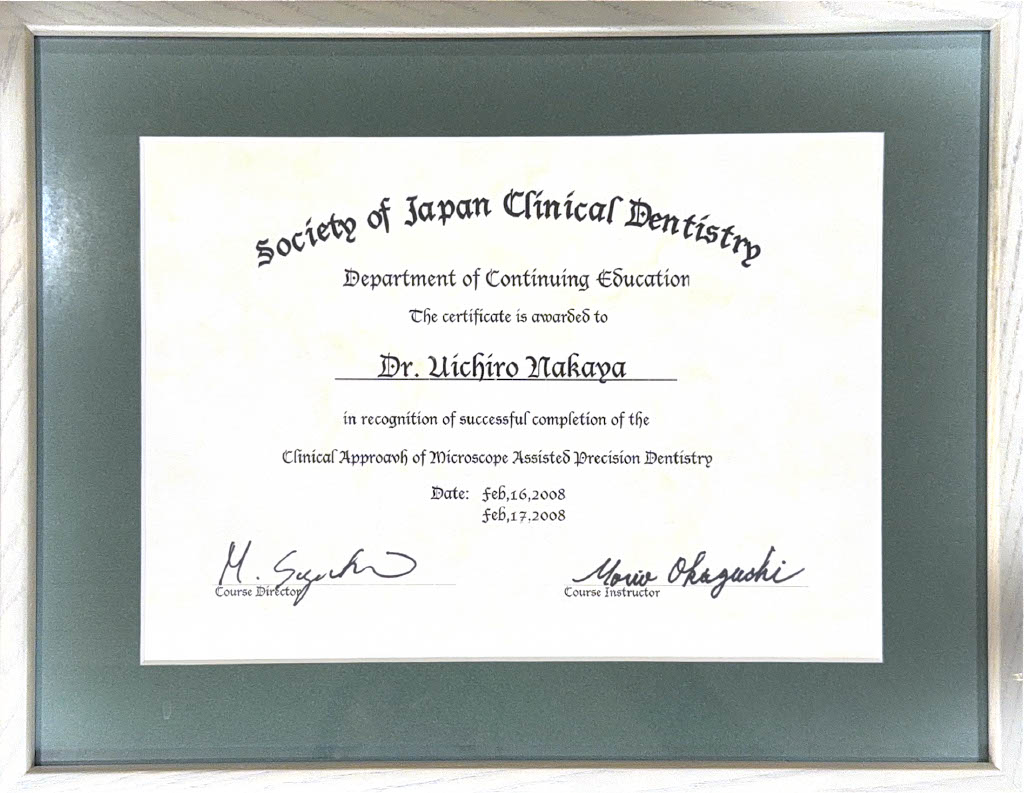 Society of Japan Clinical Dentistry
Department of Continuing Education
The certificate is awarded to
Dr. Uichiro Nakaya
in recognition of successful completion of the
Clinical Approavh of Microscope Assisted Precision Dentistry
Date: Feb,16,2008
Feb,17,2008
M.
Course Director
Morio Okaguchi
Course Instructor